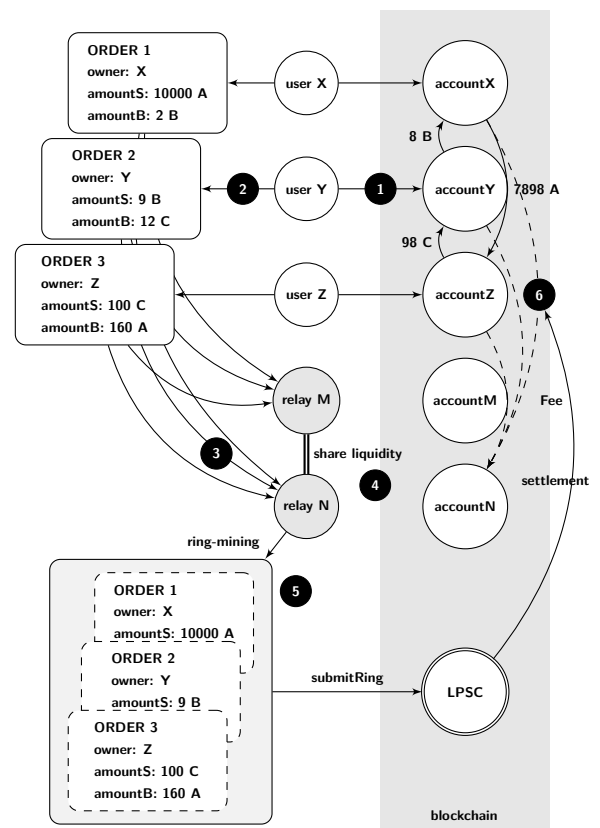 ORDER 1
owner: X
amountS: 10000 A
amountB: 2 B
user X
accountX
8 B
ORDER 2
owner: Y
amountS: 9 B
amountB: 12 C
2
user Y
1
accountY
7898 A
98 C
ORDER 3
owner: Z
amountS: 100 C
amountB: 160 A
user Z
accountZ
6
relay M
accountM
Fee
3
share liquidity
4
settlement
relay N
accountN
ring-mining
5
ORDER 1
owner: X
amountS: 10000 A
ORDER 2
owner: Y
amountS: 9 B
ORDER 3
owner: Z
amountS: 100 C
amountB: 160 A
submitRing
LPSC
blockchain